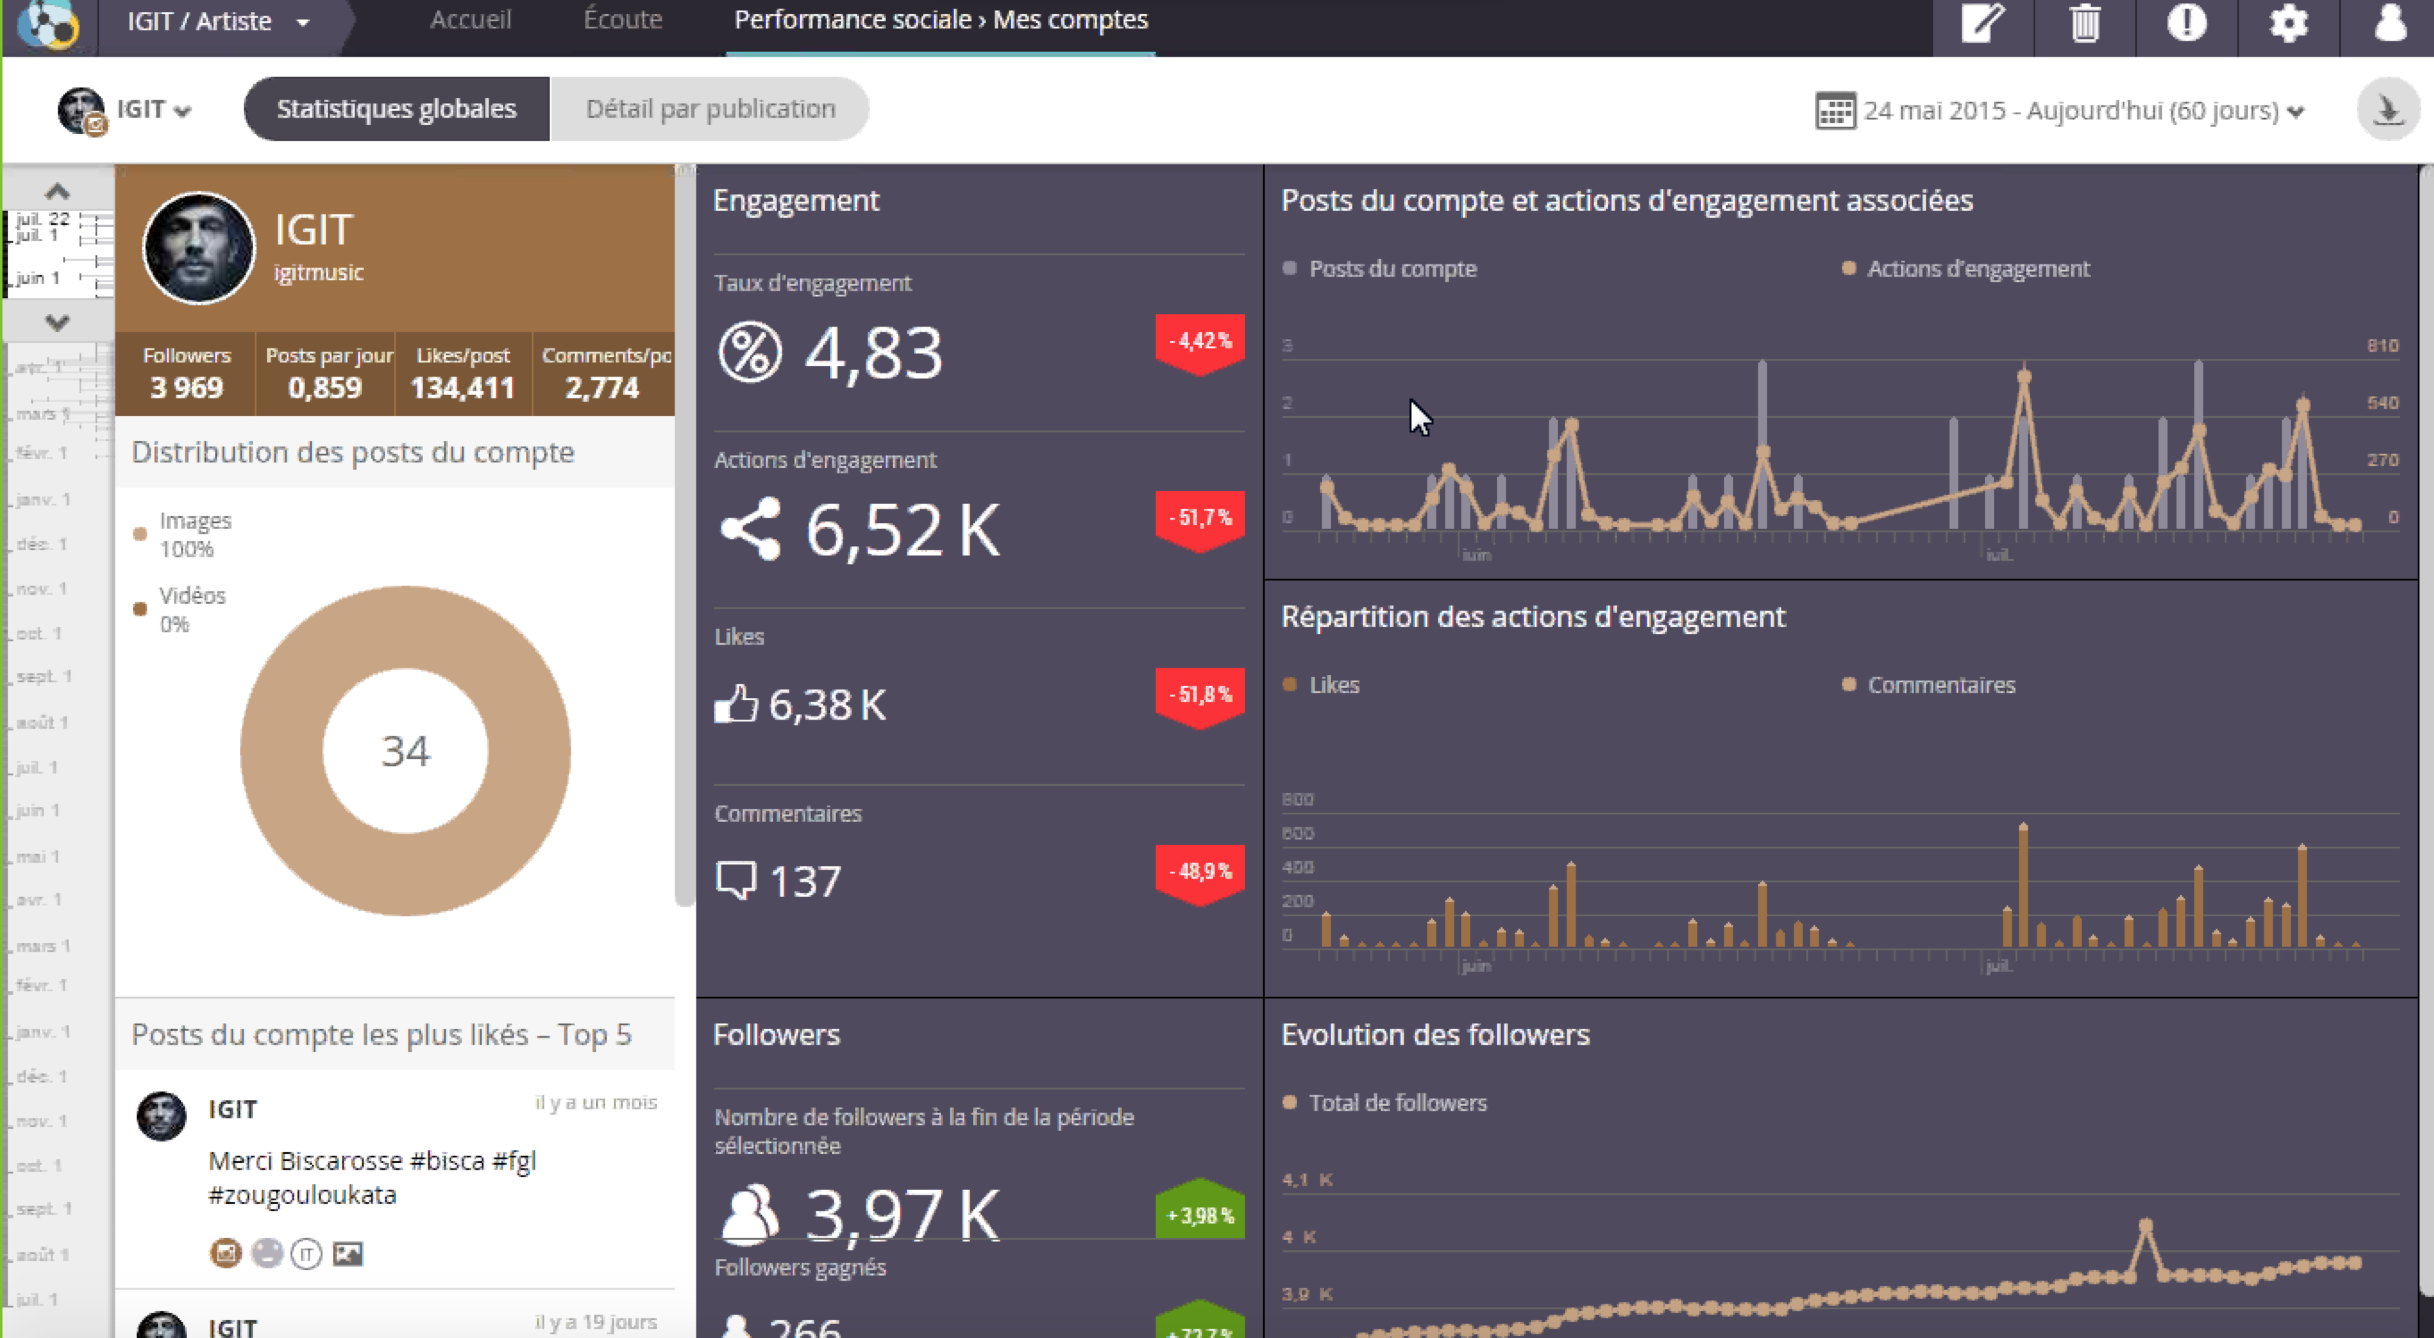 IGIT / Artiste
Accueil
Écoute
Performance sociale › Mes comptes
IGIT
Statistiques globales
Détail par publication
24 mai 2015 - Aujourd'hui (60 jours)
juil. 22
juil. 1
juin 1
avr. 1
mars 1
févr. 1
janv. 1
déc. 1
nov. 1
oct. 1
sept. 1
août 1
juil. 1
juin 1
mai 1
avr. 1
mars 1
févr. 1
janv. 1
déc. 1
nov. 1
oct. 1
sept. 1
août 1
juil. 1
IGIT
igitmusic
Followers
3 969
Posts par jour
0,859
Likes/post
134,411
Comments/po
2,774
Distribution des posts du compte
Images
100%
Vidéos
0%
34
Posts du compte les plus likés – Top 5
IGIT
il y a un mois
Merci Biscarosse #bisca #fgl
#zougouloukata
IT
IGIT
il y a 19 jours
Engagement
Taux d'engagement
4,83
- 4,42 %
Actions d'engagement
6,52 K
- 51,7 %
Likes
6,38 K
- 51,8 %
Commentaires
137
- 48,9 %
Followers
Nombre de followers à la fin de la période
sélectionnée
3,97 K
+ 3,98 %
Followers gagnés
266
+ 72,7 %
Posts du compte et actions d'engagement associées
Posts du compte
Actions d'engagement
3
810
2
540
1
270
0
0
juin
juil.
Répartition des actions d'engagement
Likes
Commentaires
800
600
400
200
0
juin
juil.
Evolution des followers
Total de followers
4,1 K
4 K
3,9 K